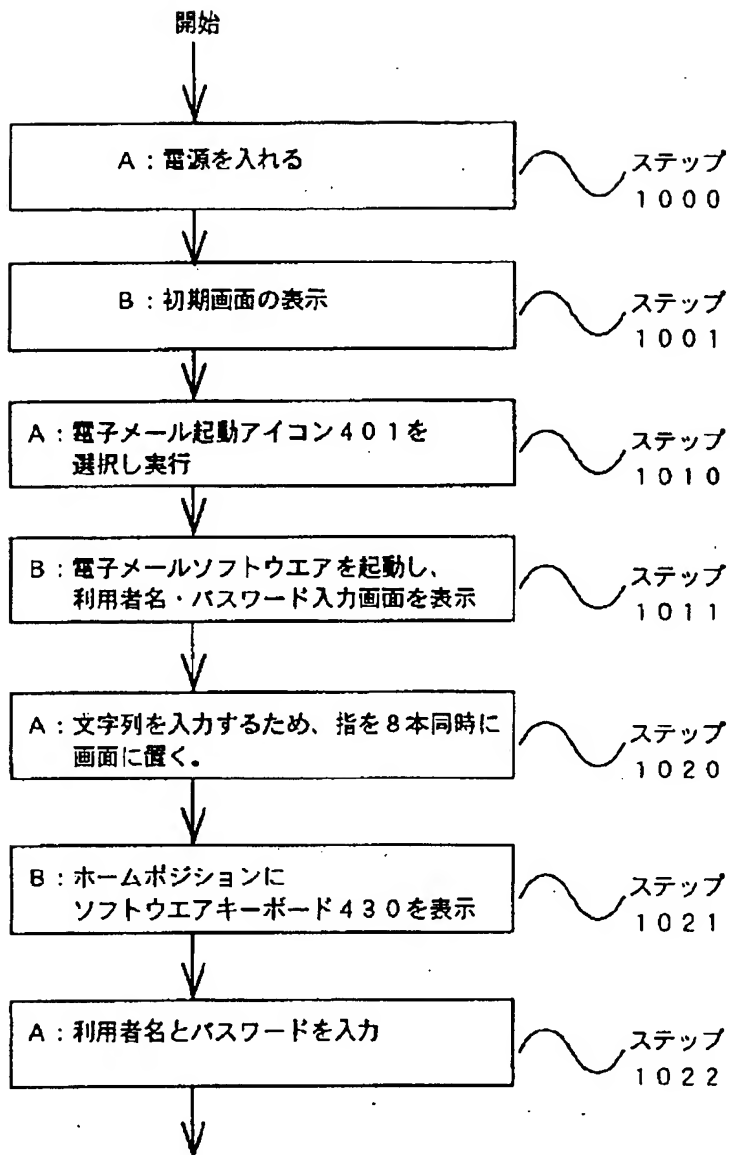 開始
A:電源を入れる
ステップ
1000
B:初期画面の表示
ステップ
1001
A:電子メール起動アイコン401を
選択し実行
ステップ
1010
B:電子メールソフトウエアを起動し、
利用者名・パスワード入力画面を表示
ステップ
1011
A:文字列を入力するため、指を8本同時に
画面に置く。
ステップ
1020
B:ホームポジションに
ソフトウエアキーボード430を表示
ステップ
1021
A:利用者名とパスワードを入力
ステップ
1022